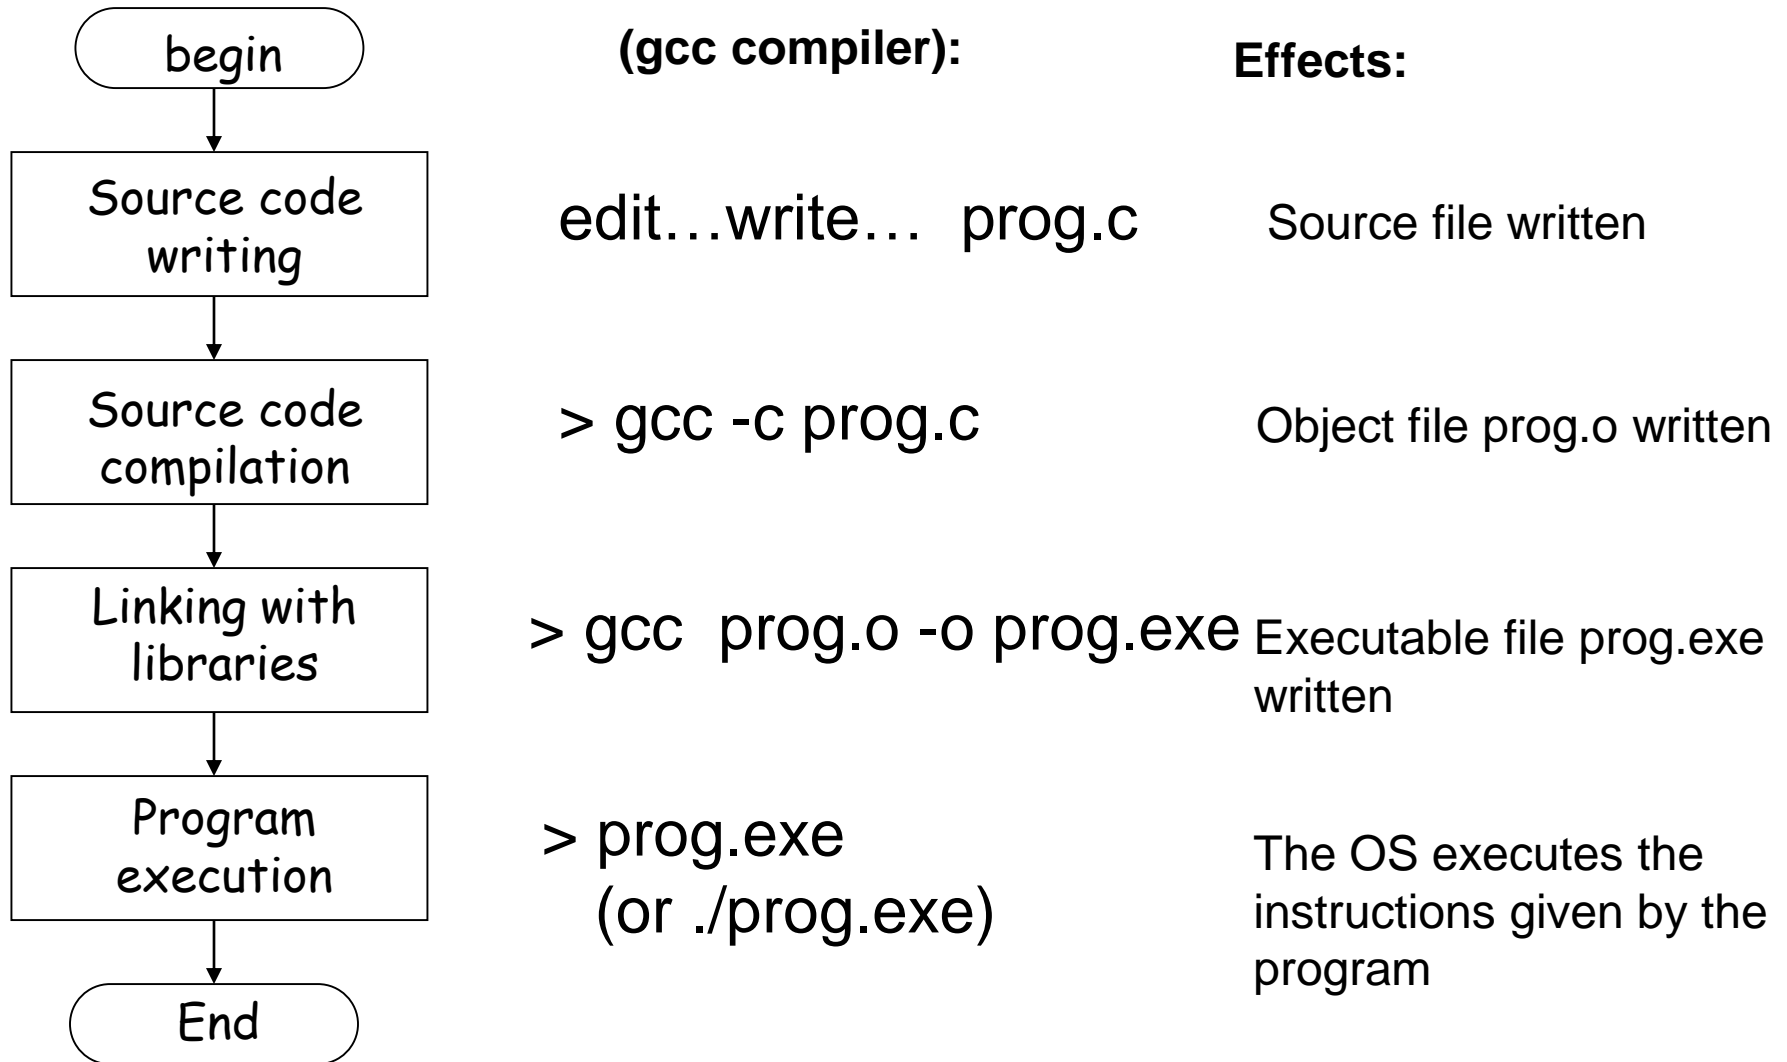 begin
(gcc compiler):
Effects:
Source code
writing
edit…write… prog.c
Source file written
Source code
compilation
> gcc -c prog.c
Object file prog.o written
Linking with
libraries
> gcc prog.o -o prog.exe
Executable file prog.exe
written
Program
execution
> prog.exe
(or ./prog.exe)
The OS executes the
instructions given by the
program
End